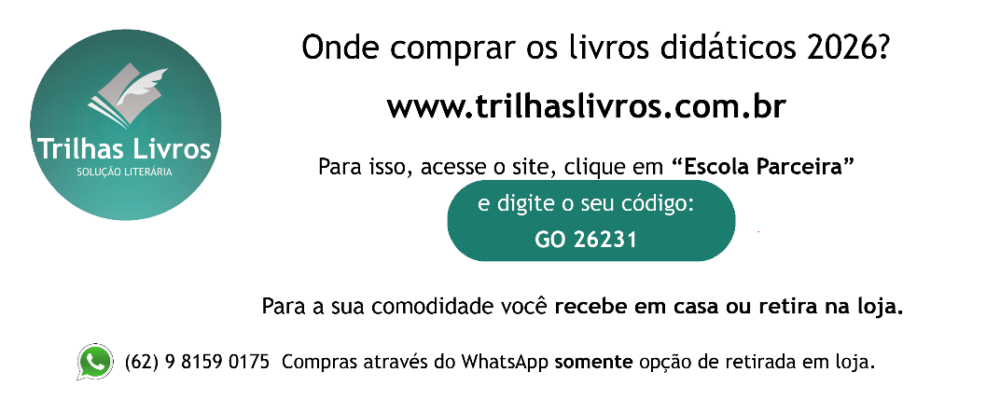 Onde comprar os livros didáticos 2026?
www.trilhaslivros.com.br
Trilhas Livros
SOLUÇÃO LITERÁRIA
Para isso, acesse o site, clique em “Escola Parceira”
e digite o seu código:
GO 26231
Para a sua comodidade você recebe em casa ou retira na loja.
(62) 9 8159 0175 Compras através do WhatsApp somente opção de retirada em loja.